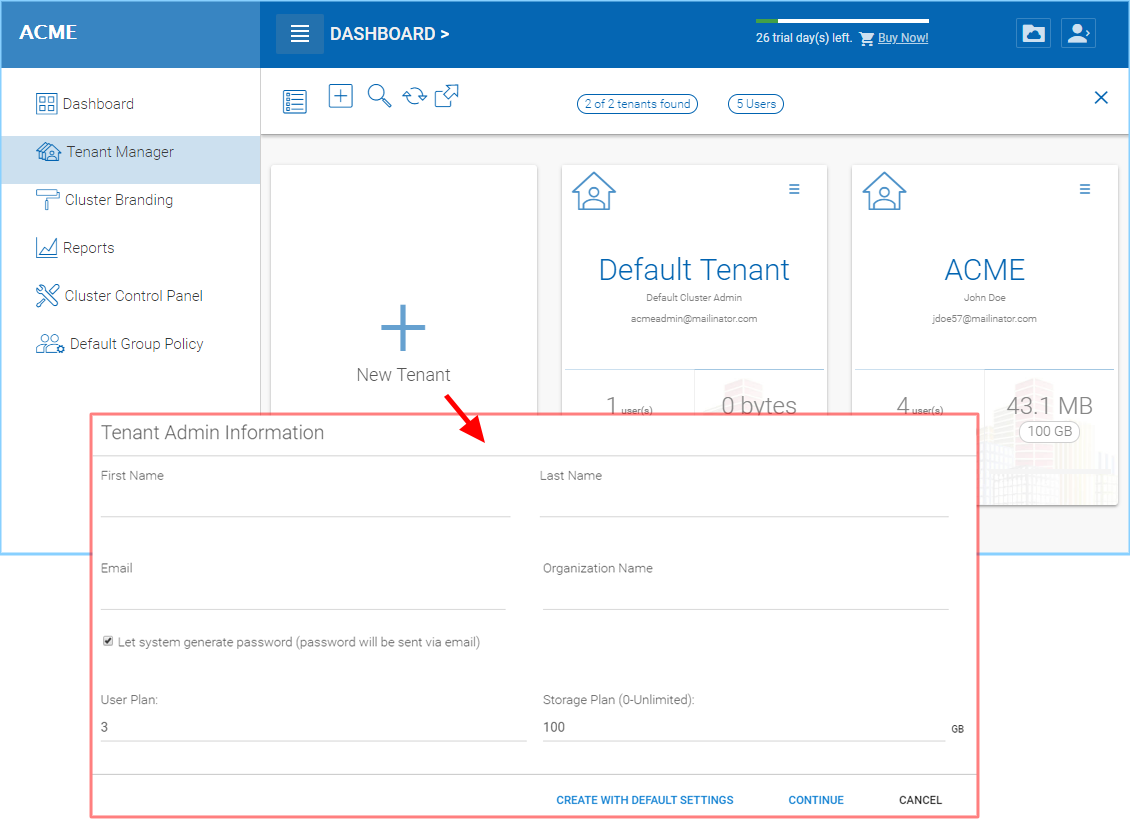 ACME
DASHBOARD >
26 trial day(s) left. Buy Now!
Dashboard
Tenant Manager
Cluster Branding
Reports
Cluster Control Panel
Default Group Policy
2 of 2 tenants found
5 Users
New Tenant
Default Tenant
Default Cluster Admin
acmeadmin@mailinator.com
1 user(s)
0 bytes
ACME
John Doe
jdoe57@mailinator.com
4 user(s)
43.1 MB
100 GB
Tenant Admin Information
First Name
Last Name
Email
Organization Name
Let system generate password (password will be sent via email)
User Plan:
Storage Plan (0-Unlimited):
3
100
GB
CREATE WITH DEFAULT SETTINGS
CONTINUE
CANCEL